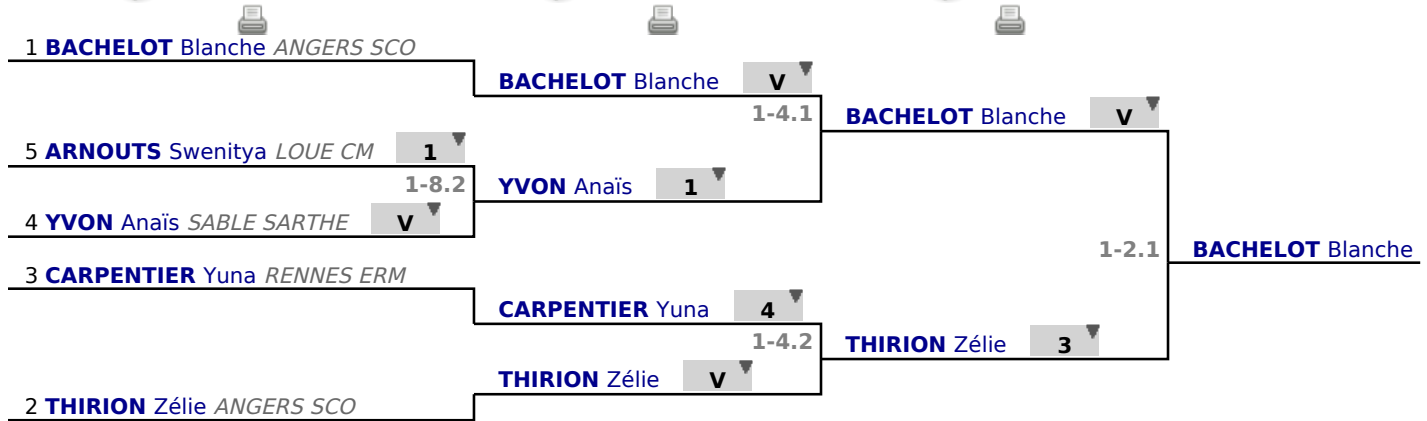 1 BACHELOT Blanche ANGERS SCO
BACHELOT Blanche V
1-4.1
BACHELOT Blanche V
5 ARNOUTS Swenitya LOUE CM 1
1-8.2
YVON Anaïs 1
4 YVON Anaïs SABLE SARTHE V
1-2.1
BACHELOT Blanche
3 CARPENTIER Yuna RENNES ERM
CARPENTIER Yuna 4
1-4.2
THIRION Zélie 3
THIRION Zélie V
2 THIRION Zélie ANGERS SCO